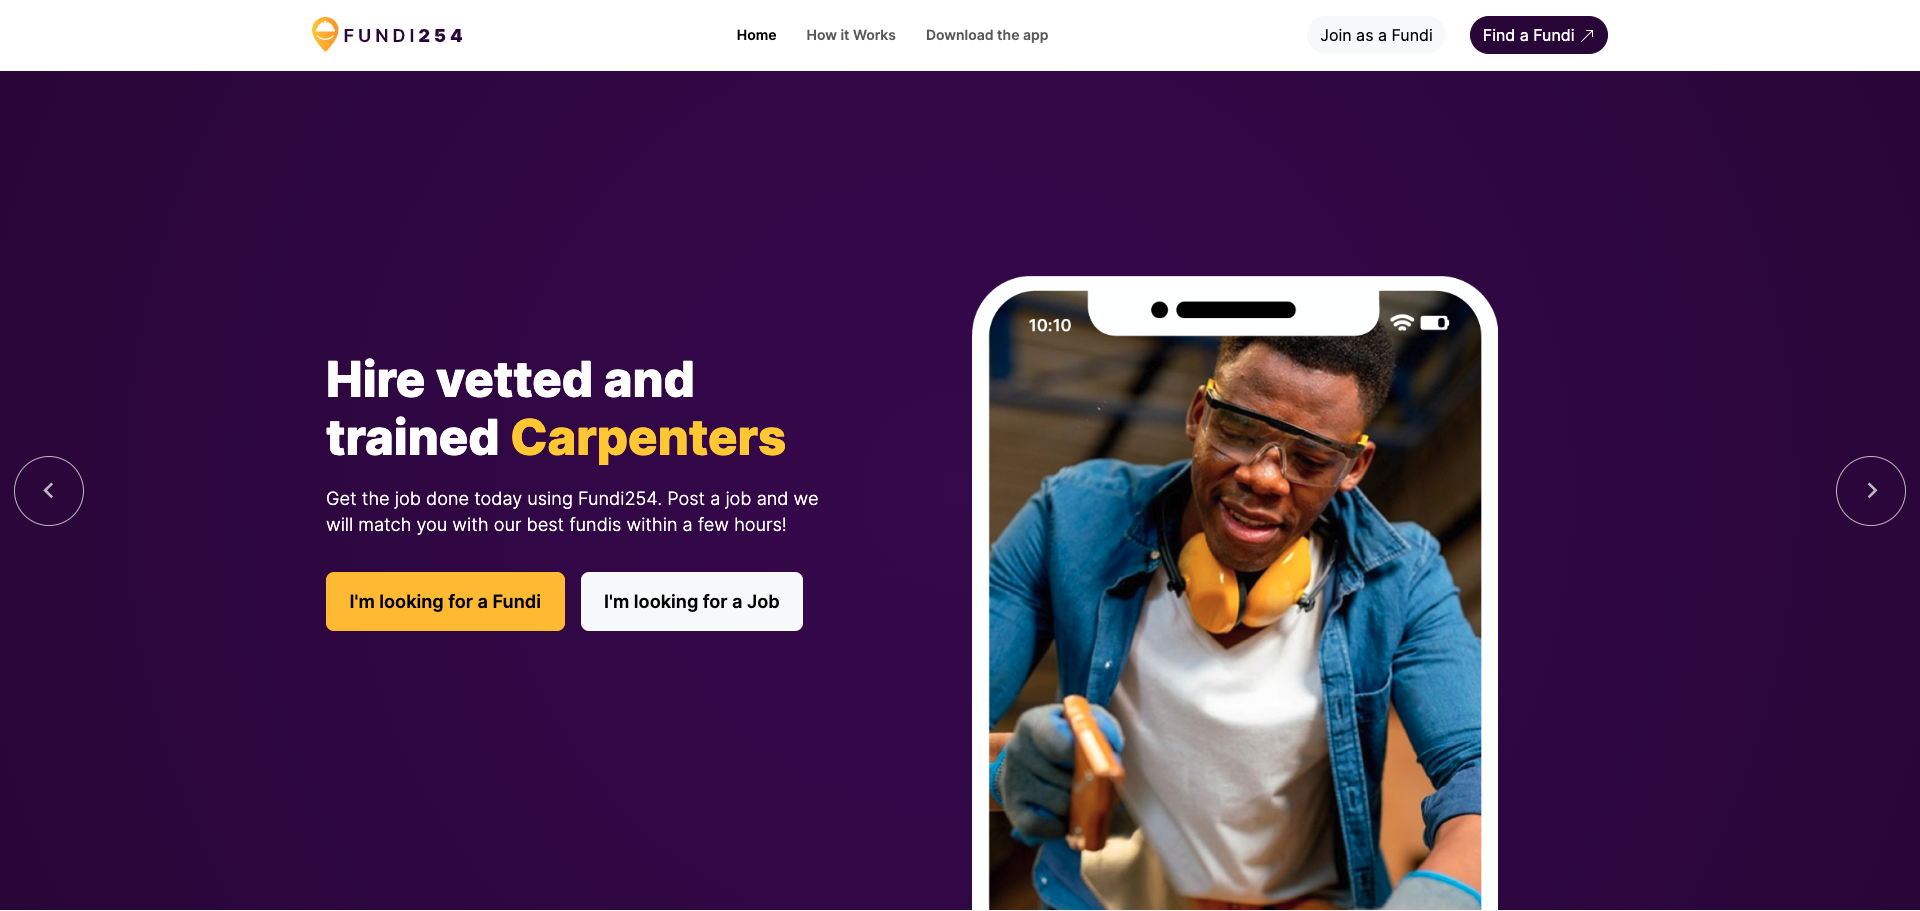 FUNDI254
Home
How it Works
Download the app
Join as a Fundi
Find a Fundi
10:10
Hire vetted and
trained Carpenters
Get the job done today using Fundi254. Post a job and we
will match you with our best fundis within a few hours!
I'm looking for a Fundi
I'm looking for a Job